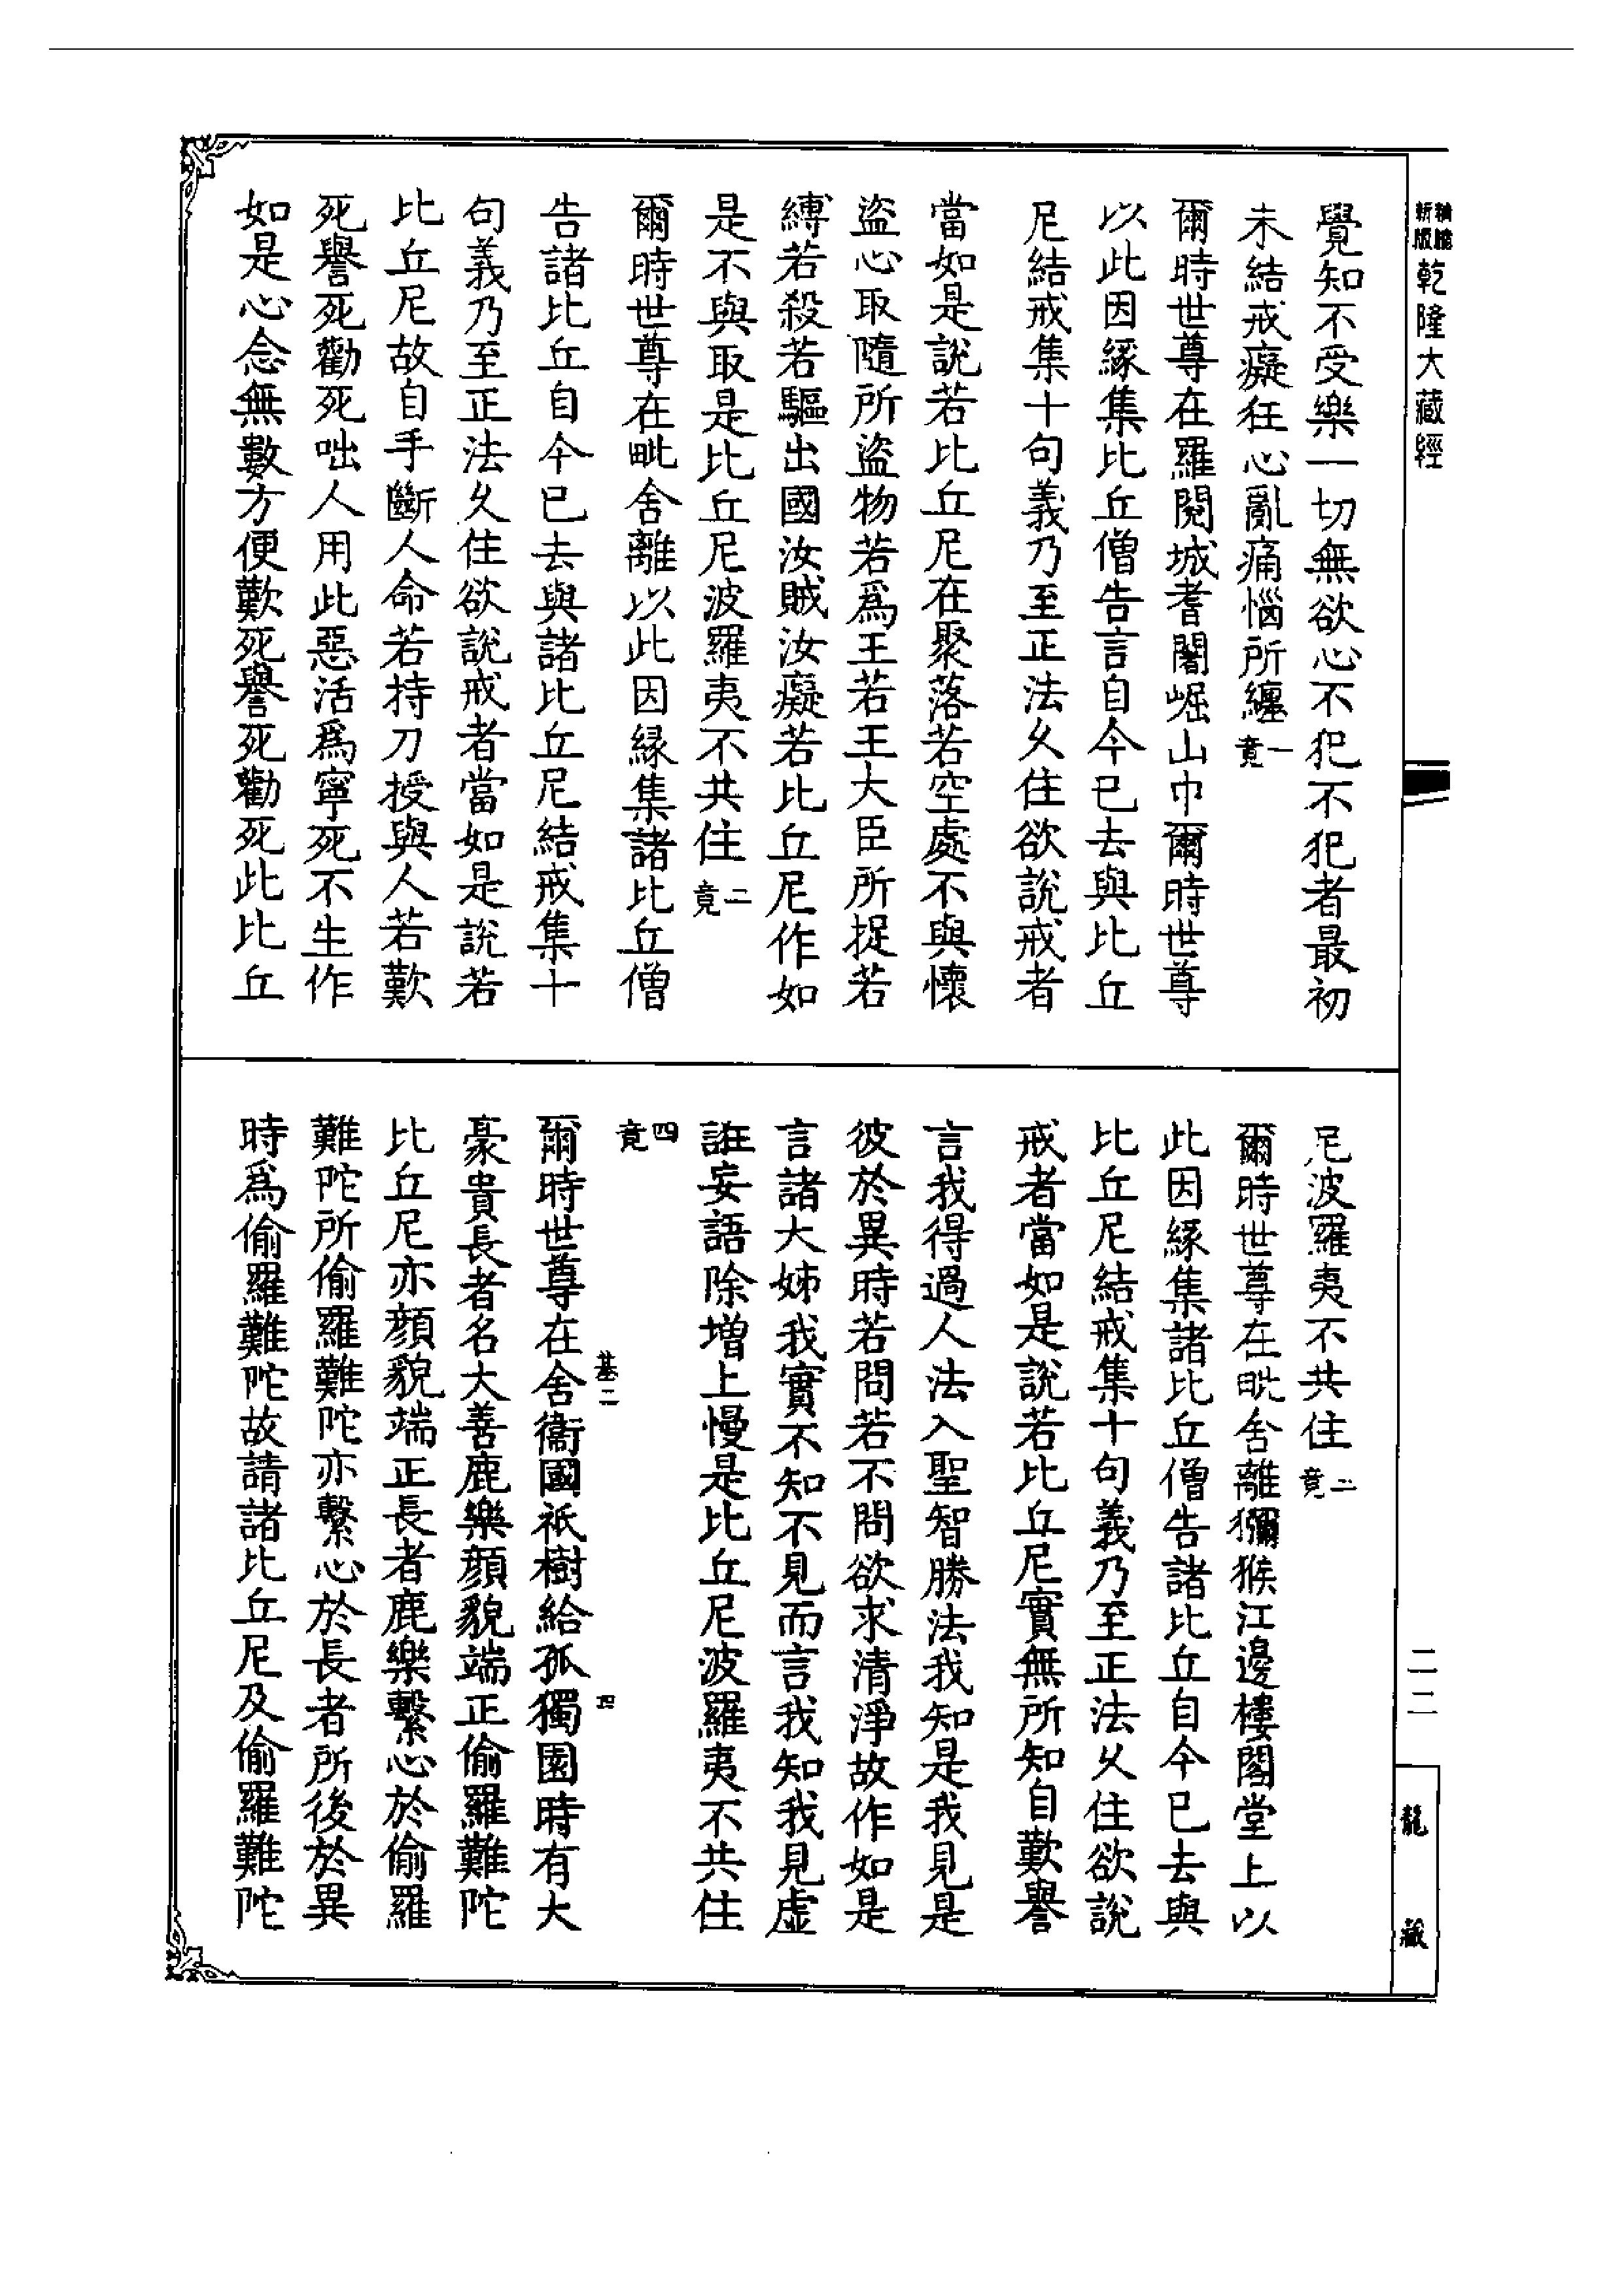 精縮新版乾隆大藏經
覺知不受樂一切無欲心不犯不犯者最初
未結戒癡狂心亂痛惱所纏一竟
爾時世尊在羅閱城耆闍崛山中爾時世尊
以此因緣集比丘僧告言自今已去與比丘
尼結戒集十句義乃至正法久住欲說戒者
當如是說若比丘尼在聚落若空處不與懷
盜心取隨所盜物若爲王若王大臣所捉若
縛若殺若驅出國汝賊汝癡若比丘尼作如
是不與取是比丘尼波羅夷不共住二竟
爾時世尊在毗舍離以此因緣集諸比丘僧
告諸比丘自今已去與諸比丘尼結戒集十
句義乃至正法久住欲說戒者當如是說若
比丘尼故自手斷人命若持刀授與人若歎
死譽死勸死咄人用此惡活爲寧死不生作
如是心念無數方便歎死譽死勸死此比丘
尼波羅夷不共住三竟
爾時世尊在毗舍離獼猴江邊樓閣堂上以
此因緣集諸比丘僧告諸比丘自今已去與
比丘尼結戒集十句義乃至正法久住欲說
戒者當如是說若比丘尼實無所知自歎譽
言我得過人法入聖智勝法我知是我見是
彼於異時若問若不問欲求清淨故作如是
言諸大姊我實不知不見而言我知我見虛
誑妄語除增上慢是比丘尼波羅夷不共住
四竟
基二 四
爾時世尊在舍衞國祇樹給孤獨園時有大
豪貴長者名大善鹿樂顏貌端正偷羅難陀
比丘尼亦顏貌端正長者鹿樂繫心於偷羅
難陀所偷羅難陀亦繫心於長者所後於異
時爲偷羅難陀故請諸比丘尼及偷羅難陀
二二
龍藏